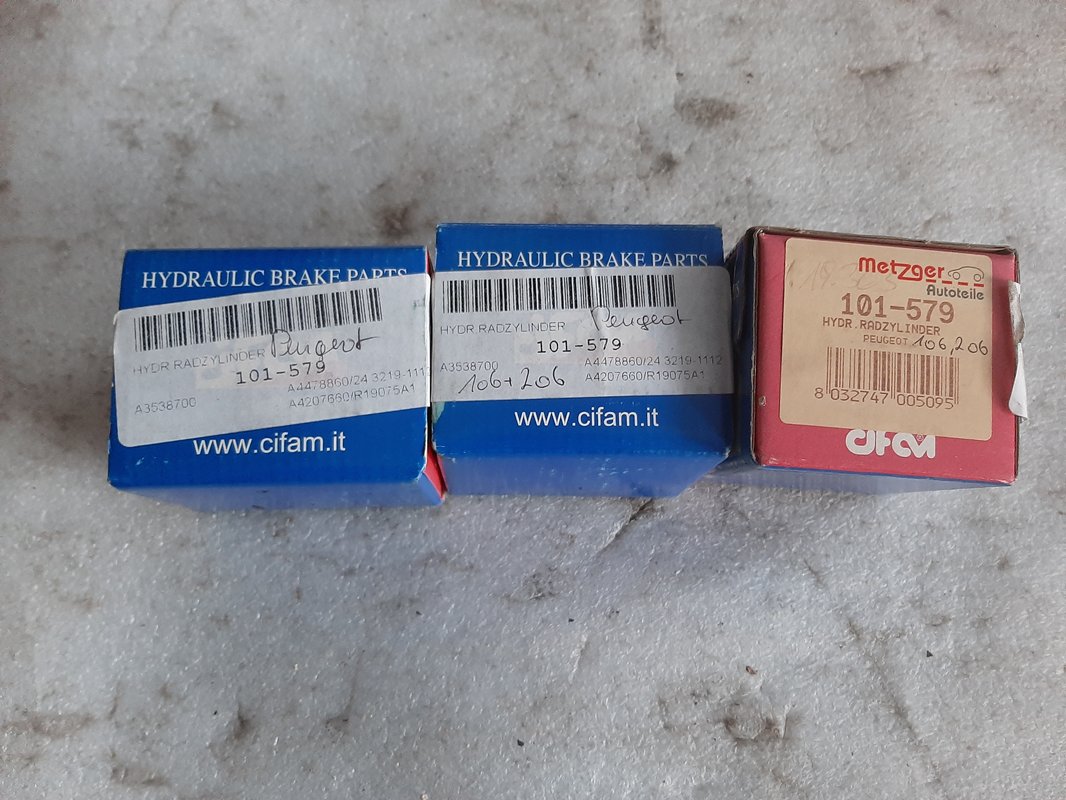 HYDRAULIC BRAKE PARTS
HYDR RADZYLINDER Peugeot
101-579
A4478860/24 3219-1112
A3538700
A4207660/R19075A1
www.cifam.it
HYDRAULIC BRAKE PARTS
HYDR RADZYLINDER Peugeot
101-579
A3538700
A4478860/24 3219-1112
106+206
A4207660/R19075A1
www.cifam.it
Metzger
Autoteile
101-579
HYDR.RADZYLINDER
PEUGEOT 106,206
8 032747 005095
cifam